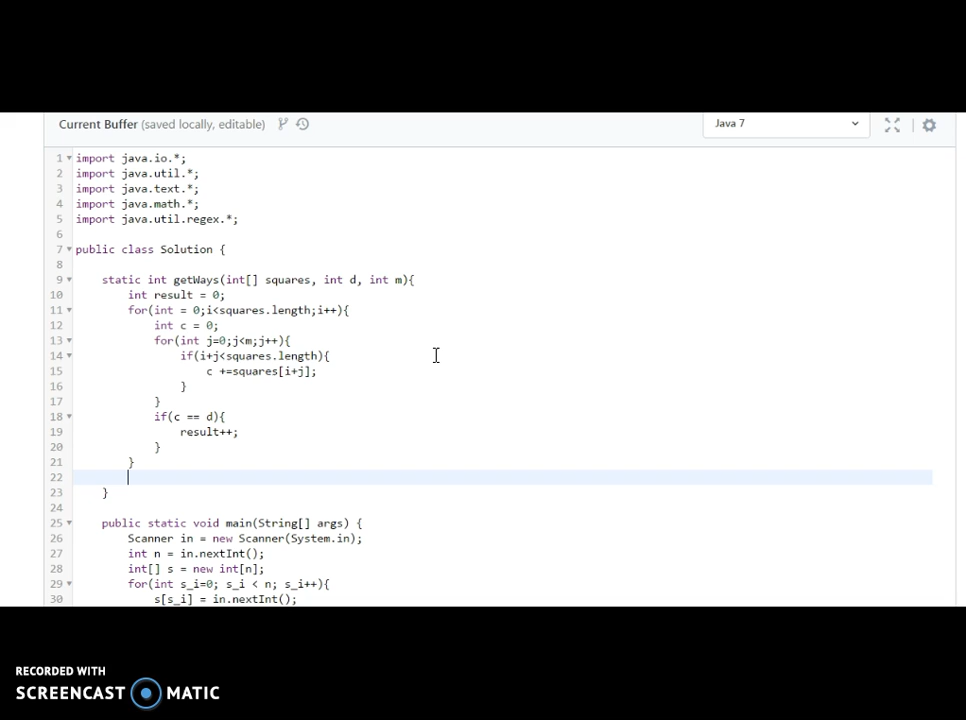 Current Buffer (saved locally, editable)
Java 7
1 import java.io.*;
2 import java.util.*;
3 import java.text.*;
4 import java.math.*;
5 import java.util.regex.*;
6
7 public class Solution {
8
9 static int getWays(int[] squares, int d, int m){
10 int result = 0;
11 for(int = 0;i<squares.length;i++){
12 int c = 0;
13 for(int j=0;j<m;j++){
14 if(i+j<squares.length){
15 c +=squares[i+j];
16 }
17 }
18 if(c == d){
19 result++;
20 }
21 }
22
23 }
24
25 public static void main(String[] args) {
26 Scanner in = new Scanner(System.in);
27 int n = in.nextInt();
28 int[] s = new int[n];
29 for(int s_i=0; s_i < n; s_i++){
30 s[s_i] = in.nextInt();
RECORDED WITH
SCREENCAST MATIC